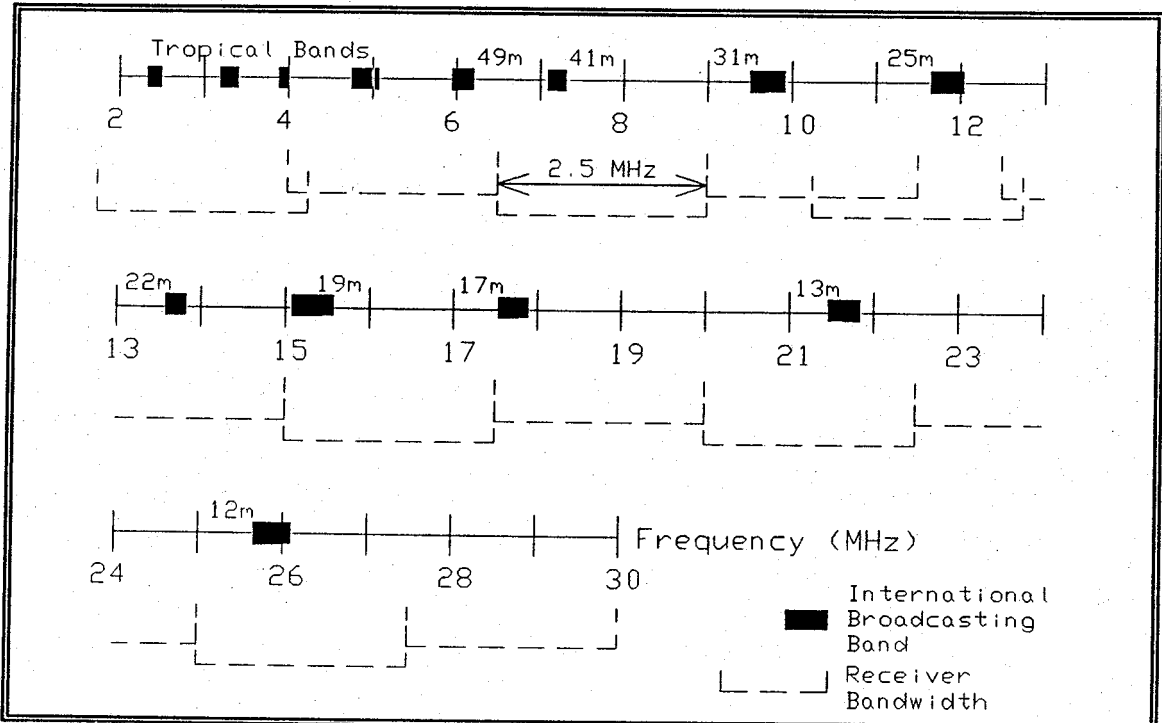 Tropical Bands
49m 41m 31m 25m
2 4 6 8 10 12
2.5 MHz
22m 19m 17m 13m
13 15 17 19 21 23
12m
Frequency (MHz)
24 26 28 30
International
Broadcasting
Band
Receiver
Bandwidth